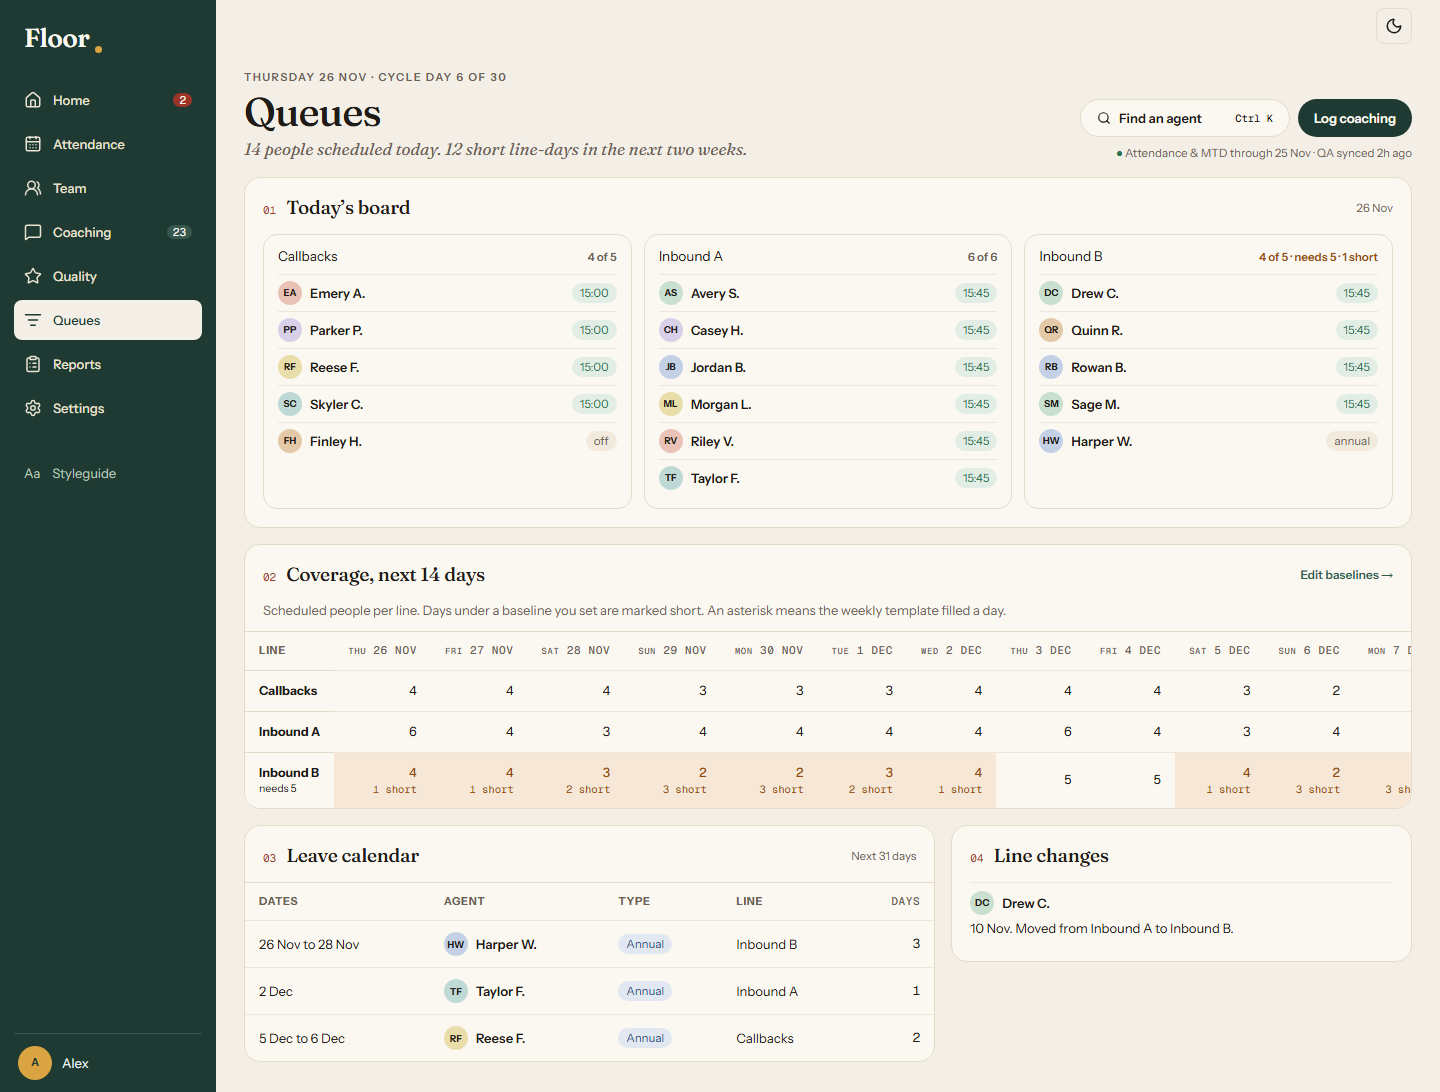 Floor.
Home 2
Attendance
Team
Coaching 23
Quality
Queues
Reports
Settings
Aa Styleguide
A Alex
THURSDAY 26 NOV · CYCLE DAY 6 OF 30
Queues
14 people scheduled today. 12 short line-days in the next two weeks.
Find an agent Ctrl K
Log coaching
Attendance & MTD through 25 Nov · QA synced 2h ago
01 Today’s board 26 Nov
Callbacks 4 of 5
EA Emery A. 15:00
PP Parker P. 15:00
RF Reese F. 15:00
SC Skyler C. 15:00
FH Finley H. off
Inbound A 6 of 6
AS Avery S. 15:45
CH Casey H. 15:45
JB Jordan B. 15:45
ML Morgan L. 15:45
RV Riley V. 15:45
TF Taylor F. 15:45
Inbound B 4 of 5 · needs 5 · 1 short
DC Drew C. 15:45
QR Quinn R. 15:45
RB Rowan B. 15:45
SM Sage M. 15:45
HW Harper W. annual
02 Coverage, next 14 days Edit baselines →
Scheduled people per line. Days under a baseline you set are marked short. An asterisk means the weekly template filled a day.
LINE THU 26 NOV FRI 27 NOV SAT 28 NOV SUN 29 NOV MON 30 NOV TUE 1 DEC WED 2 DEC THU 3 DEC FRI 4 DEC SAT 5 DEC SUN 6 DEC MON 7 D
Callbacks 4 4 4 3 3 3 4 4 4 3 2
Inbound A 6 4 3 4 4 4 4 6 4 3 4
Inbound B 4 4 3 2 2 3 4 5 5 4 2
needs 5 1 short 1 short 2 short 3 short 3 short 2 short 1 short 1 short 3 short 3 sh
03 Leave calendar Next 31 days
DATES AGENT TYPE LINE DAYS
26 Nov to 28 Nov HW Harper W. Annual Inbound B 3
2 Dec TF Taylor F. Annual Inbound A 1
5 Dec to 6 Dec RF Reese F. Annual Callbacks 2
04 Line changes
DC Drew C.
10 Nov. Moved from Inbound A to Inbound B.